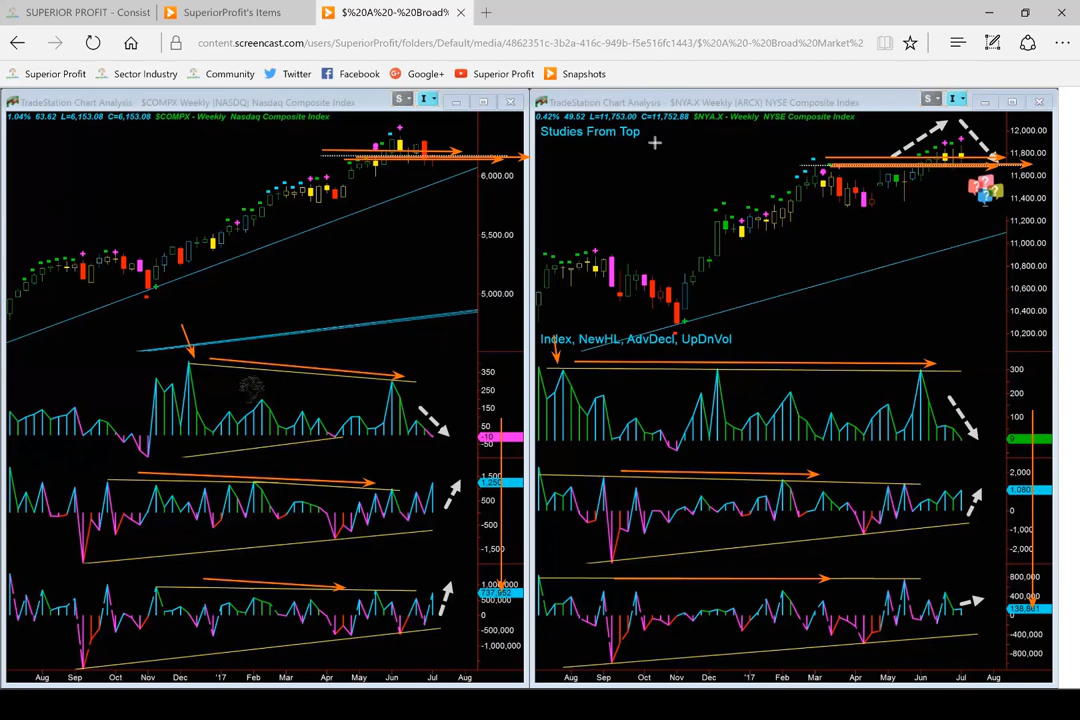 SUPERIOR PROFIT - Consist
SuperiorProfit's Items
$%20A%20-%20Broad%
content.screencast.com/users/SuperiorProfit/folders/Default/media/4862351c-3b2a-416c-949b-f5e516fc1443/$%20A%20-%20Broad%20Market%2
Superior Profit
Sector Industry
Community
Twitter
Facebook
Google+
Superior Profit
Snapshots
TradeStation Chart Analysis - $COMPX Weekly [NASDQ] Nasdaq Composite Index
S
I
1.04% 63.62 L=6,153.08 C=6,153.08 $COMPX - Weekly Nasdaq Composite Index
6,000.00
5,500.00
5,000.00
350
250
150
50
-10
-50
1,250
500
-500
-1,500
737,952
500,000
0
-500,000
-1,000,000
Aug Sep Oct Nov Dec '17 Feb Mar Apr May Jun Jul Aug
TradeStation Chart Analysis - $NYA.X Weekly [ARCX] NYSE Composite Index
S
I
0.42% 49.52 L=11,753.00 C=11,752.88 $NYA.X - Weekly NYSE Composite Index
Studies From Top
12,000.00
11,800.00
11,600.00
11,400.00
11,200.00
11,000.00
10,800.00
10,600.00
10,400.00
10,200.00
Index, NewHL, AdvDecl, UpDnVol
300
200
100
9
2,000
1,080
0
-1,000
-2,000
800,000
400,000
-400,000
-800,000
Aug Sep Oct Nov Dec '17 Feb Mar Apr May Jun Jul Aug